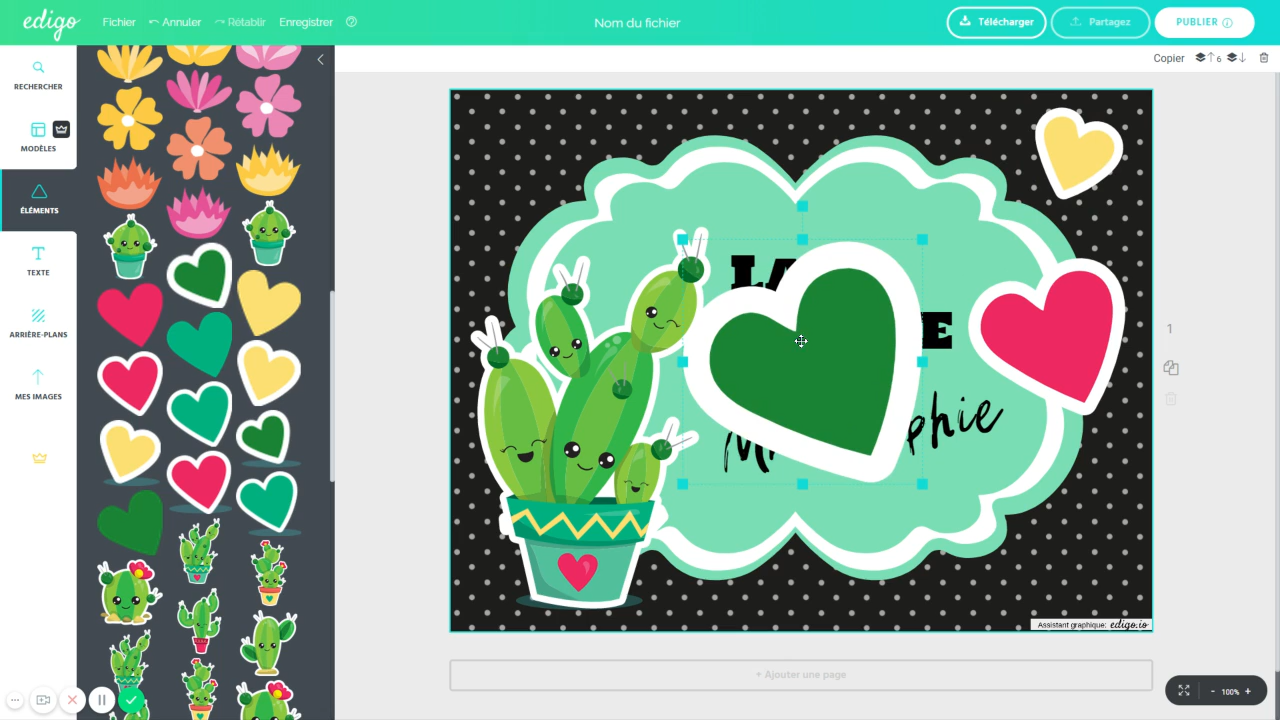 edigo
Fichier
Annuler
Rétablir
Enregistrer
Nom du fichier
Télécharger
Partagez
PUBLIER
RECHERCHER
MODÈLES
ÉLÉMENTS
TEXTE
ARRIÈRE-PLANS
MES IMAGES
Copier
6
1
Assistant graphique: edigo.io
+ Ajouter une page
- 100% +